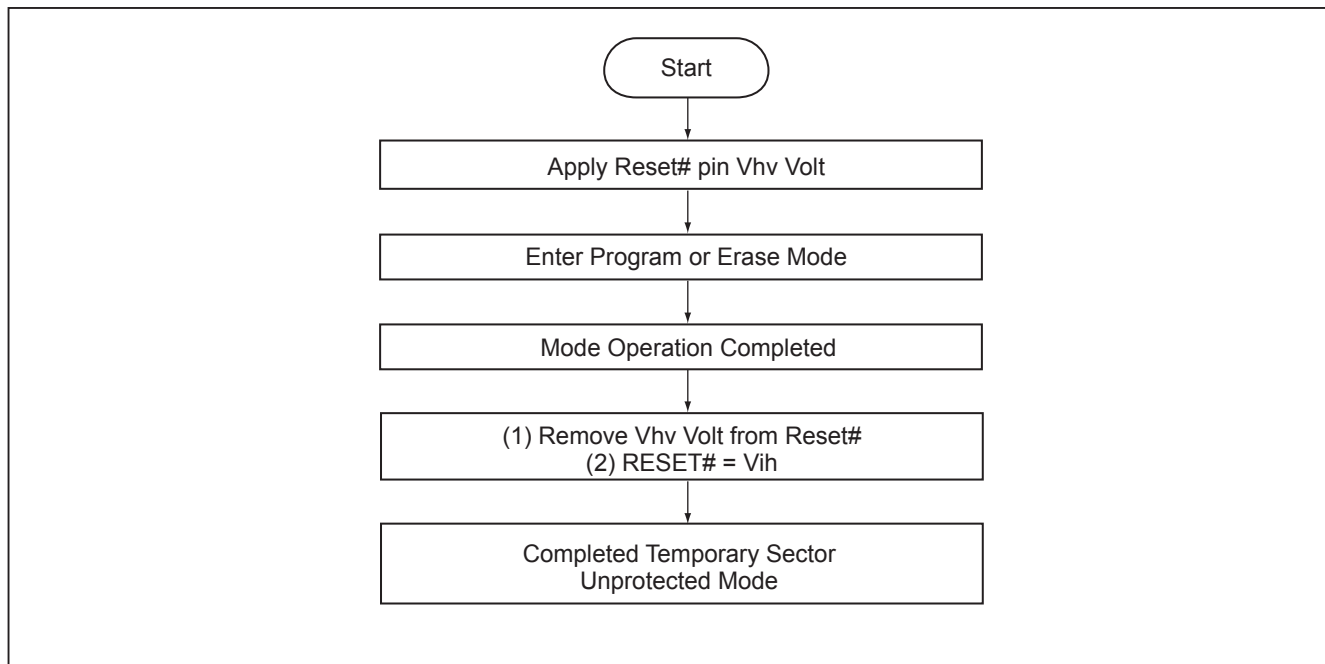 Start
Apply Reset# pin Vhv Volt
Enter Program or Erase Mode
Mode Operation Completed
(1) Remove Vhv Volt from Reset#
(2) RESET# = Vih
Completed Temporary Sector
Unprotected Mode